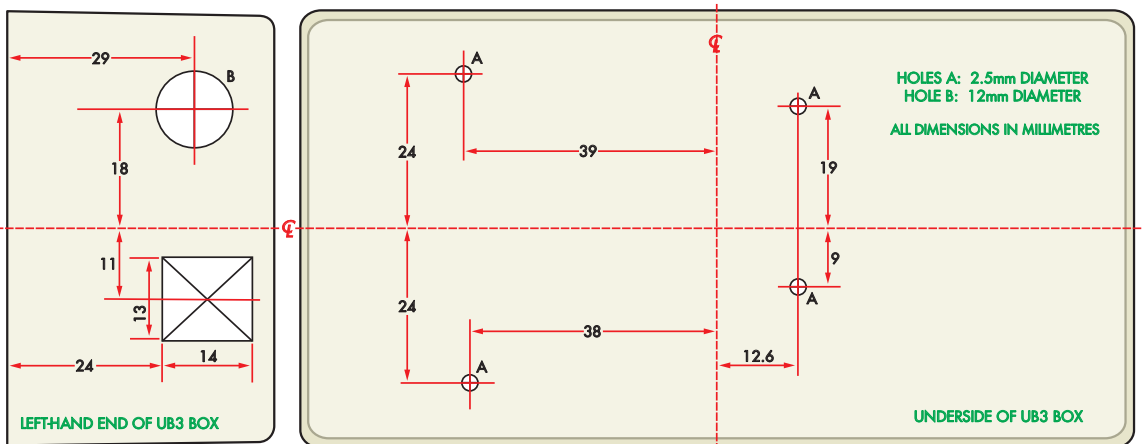 29
B
18
11
13
24
14
LEFT-HAND END OF UB3 BOX
℄
℄
A
24
39
A
19
HOLES A: 2.5mm DIAMETER
HOLE B: 12mm DIAMETER
ALL DIMENSIONS IN MILLIMETRES
24
38
A
9
A
12.6
UNDERSIDE OF UB3 BOX